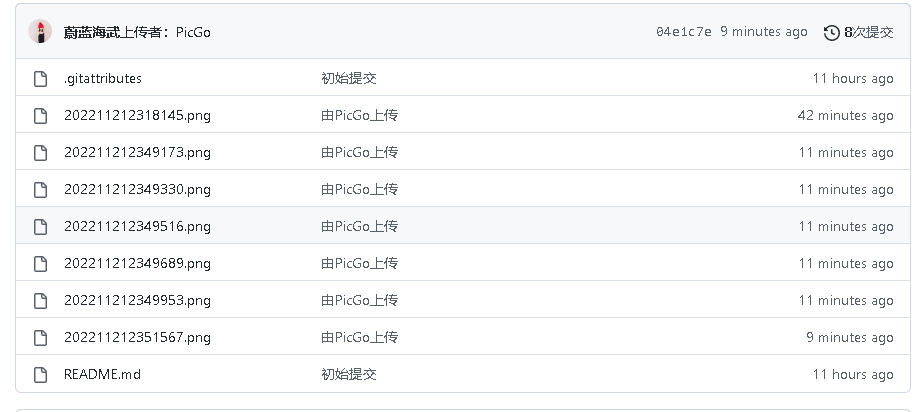 蔚蓝海武上传者：PicGo 04e1c7e 9 minutes ago 8次提交
.gitattributes 初始提交 11 hours ago
202211212318145.png 由PicGo上传 42 minutes ago
202211212349173.png 由PicGo上传 11 minutes ago
202211212349330.png 由PicGo上传 11 minutes ago
202211212349516.png 由PicGo上传 11 minutes ago
202211212349689.png 由PicGo上传 11 minutes ago
202211212349953.png 由PicGo上传 11 minutes ago
202211212351567.png 由PicGo上传 9 minutes ago
README.md 初始提交 11 hours ago